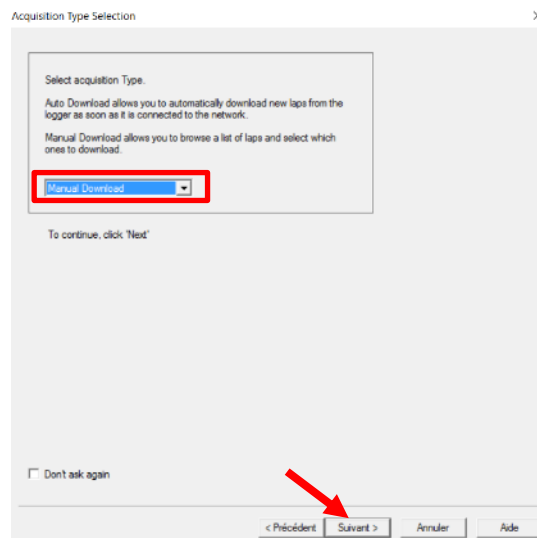 Acquisition Type Selection
Select acquisition Type.
Auto Download allows you to automatically download new laps from the
logger as soon as it is connected to the network.
Manual Download allows you to browse a list of laps and select which
ones to download.
Manual Download
To continue, click 'Next'
Don't ask again
< Précédent Suivant > Annuler Aide